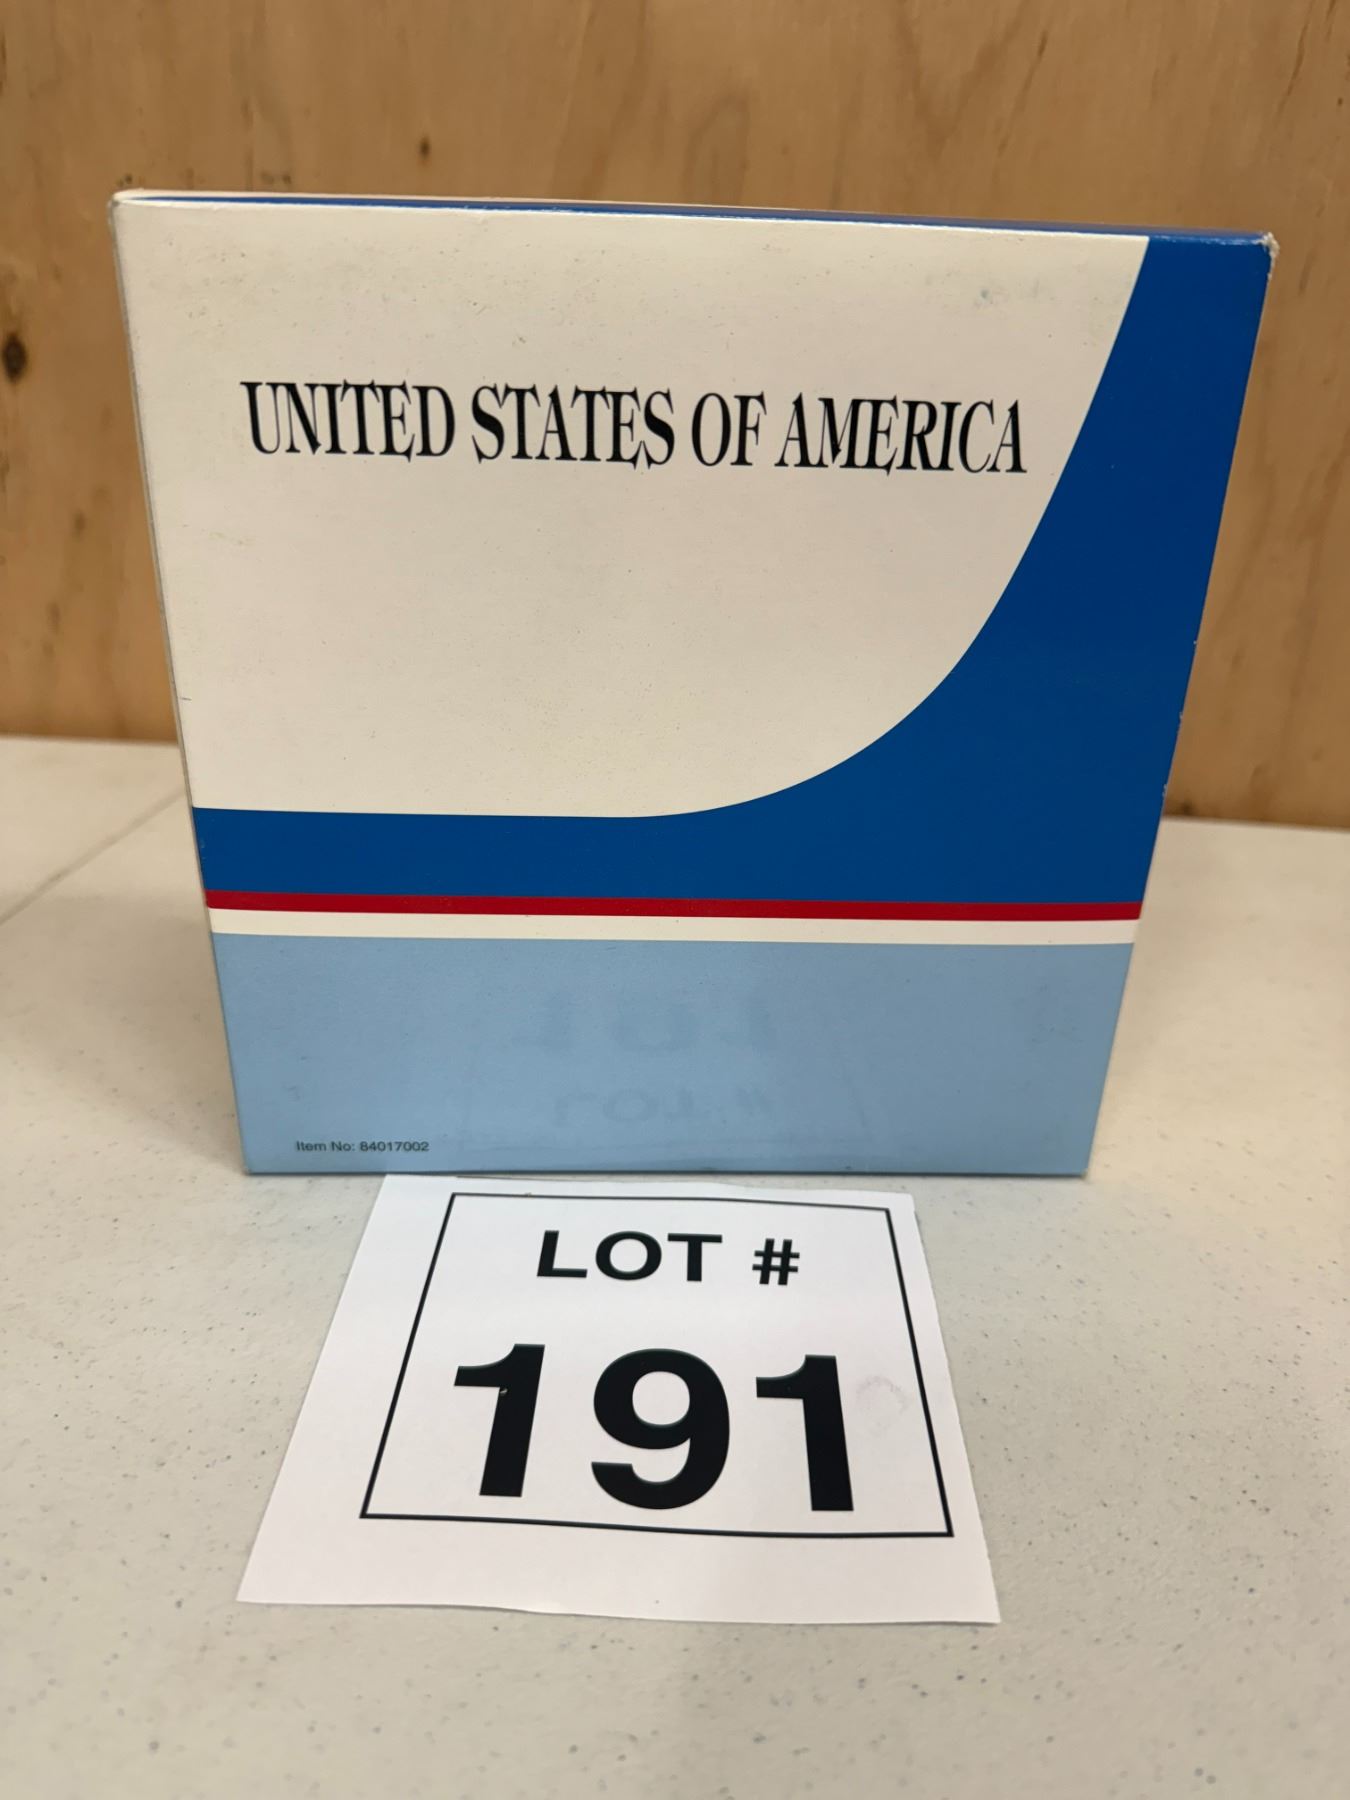 UNITED STATES OF AMERICA
Item No: 84017002
LOT #
191